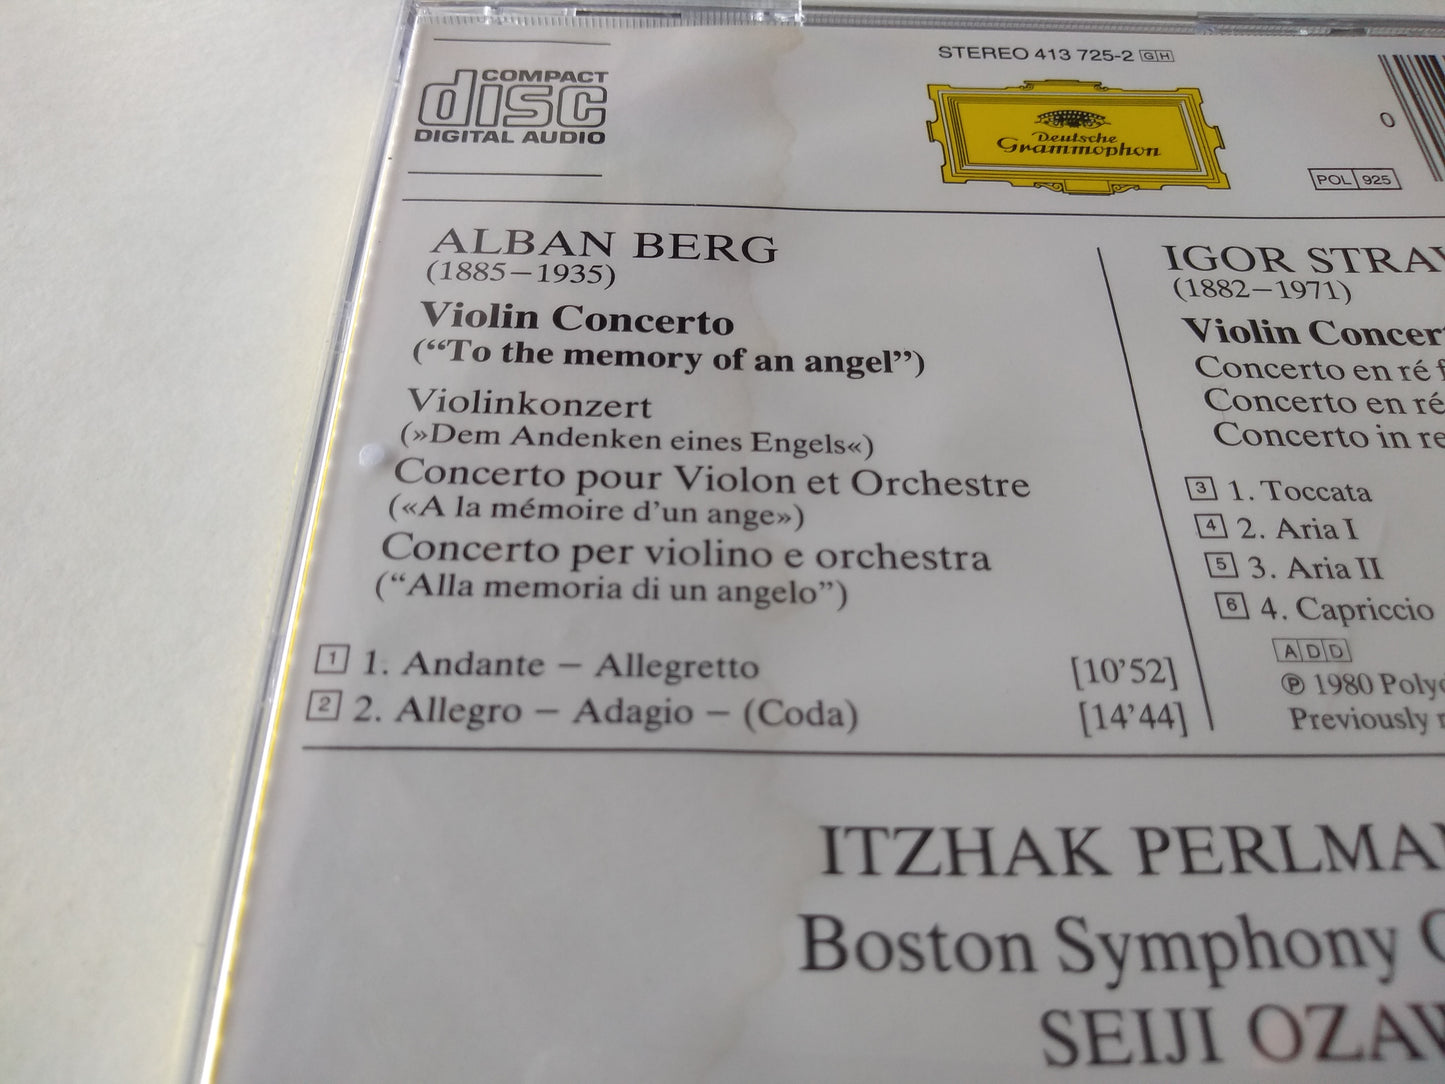 COMPACT
disc
DIGITAL AUDIO
STEREO 413 725-2 GH
Deutsche
Grammophon
0
POL 925
ALBAN BERG
(1885–1935)
Violin Concerto
(“To the memory of an angel”)
Violinkonzert
(»Dem Andenken eines Engels«)
Concerto pour Violon et Orchestre
(«A la mémoire d’un ange»)
Concerto per violino e orchestra
(“Alla memoria di un angelo”)
1 1. Andante – Allegretto [10’52]
2 2. Allegro – Adagio – (Coda) [14’44]
IGOR
(1882–1971)
Violin
Concerto en ré
Concerto en ré
Concerto in re
3 1. Toccata
4 2. Aria I
5 3. Aria II
6 4. Capriccio
ADD
℗ 1980
Previously
ITZHAK
Boston Symphony
SEIJI